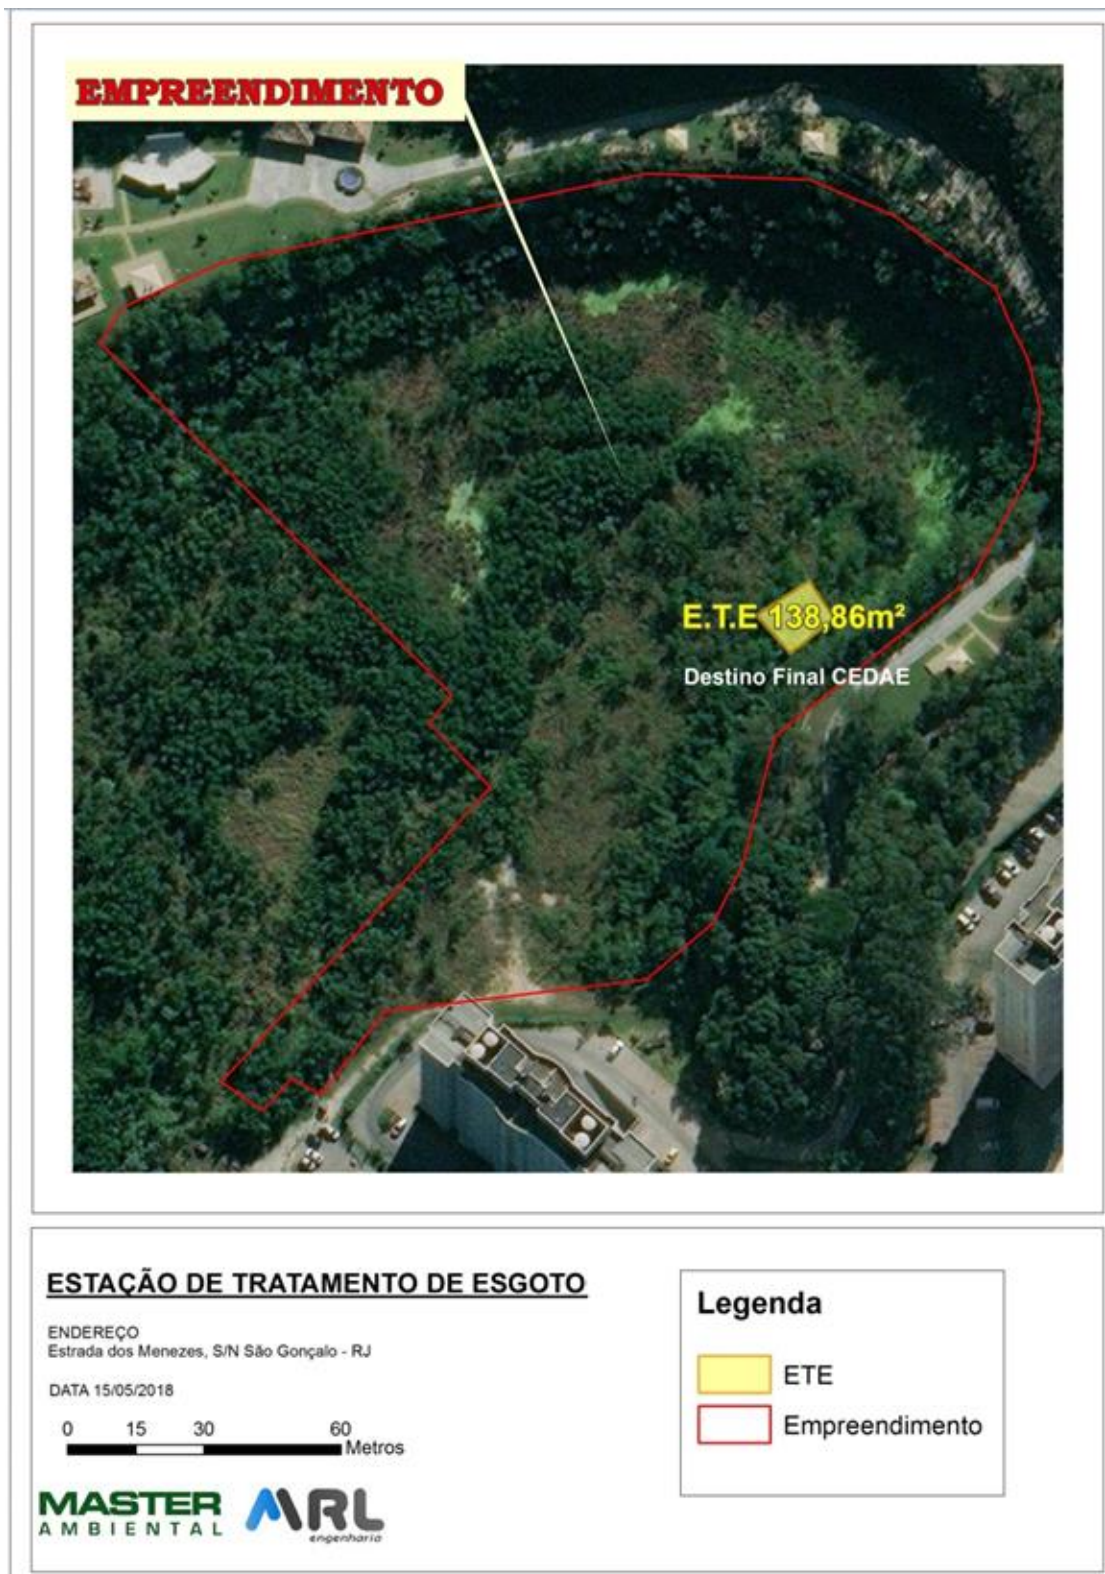 EMPREENDIMENTO
E.T.E 138,86m²
Destino Final CEDAE
ESTAÇÃO DE TRATAMENTO DE ESGOTO
ENDEREÇO
Estrada dos Menezes, S/N São Gonçalo - RJ
DATA 15/05/2018
0 15 30 60
Metros
MASTER
AMBIENTAL
MRL
engenharia
Legenda
ETE
Empreendimento